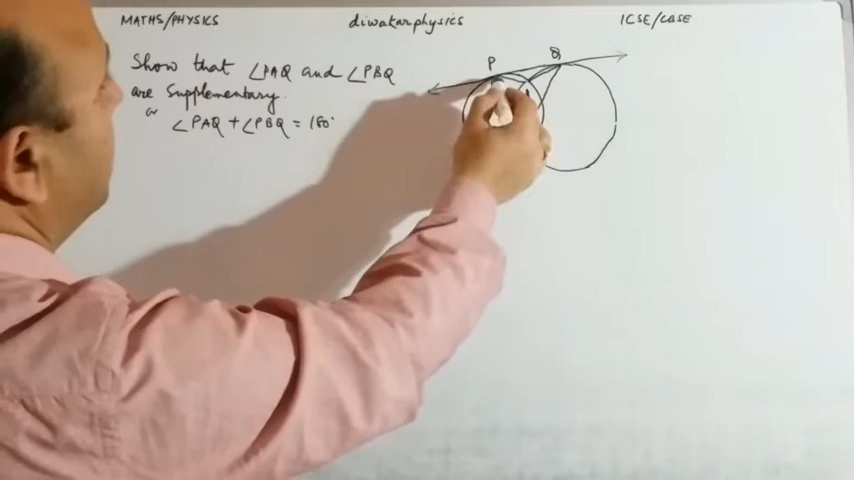 MATHS/PHYSICS diwakarphysics ICSE/CBSE
Show that ∠PAQ and ∠PBQ
are Supplementary.
or
∠PAQ + ∠PBQ = 180°
P Q